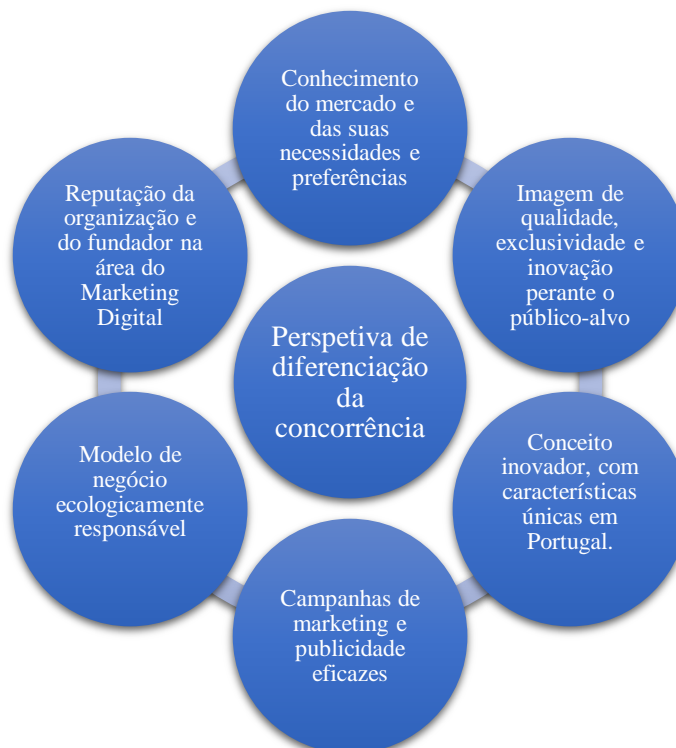 Conhecimento
do mercado e
das suas
necessidades e
preferências
Imagem de
qualidade,
exclusividade e
inovação
perante o
público-alvo
Conceito
inovador, com
características
únicas em
Portugal.
Campanhas de
marketing e
publicidade
eficazes
Modelo de
negócio
ecologicamente
responsável
Reputação da
organização e
do fundador na
área do
Marketing
Digital
Perspetiva de
diferenciação
da
concorrência